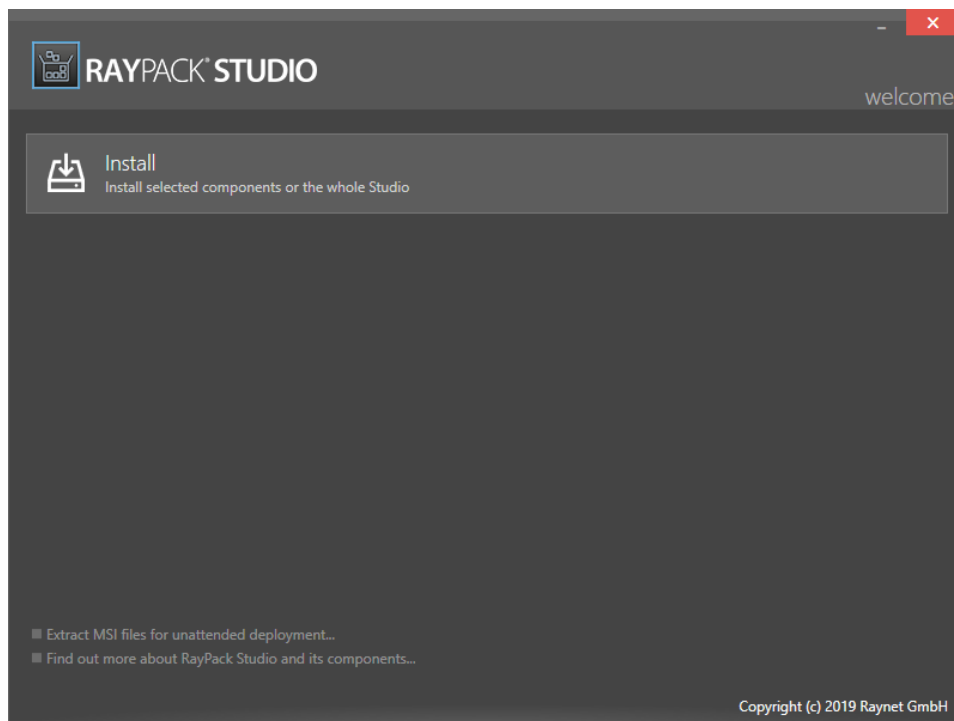 RAYPACK® STUDIO
welcome
Install
Install selected components or the whole Studio
Extract MSI files for unattended deployment...
Find out more about RayPack Studio and its components...
Copyright (c) 2019 Raynet GmbH